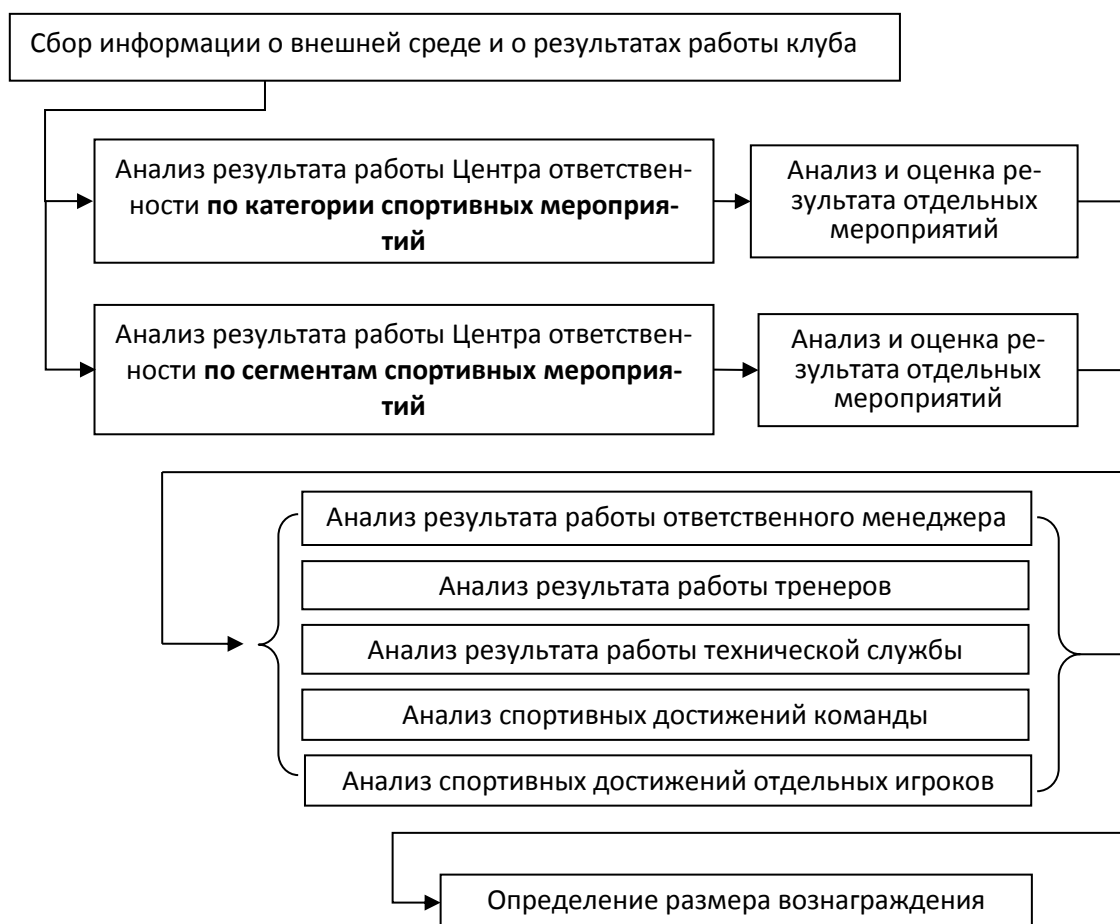 Сбор информации о внешней среде и о результатах работы клуба
Анализ результата работы Центра ответствен-
ности по категории спортивных мероприя-
тий
Анализ и оценка ре-
зультата отдельных
мероприятий
Анализ результата работы Центра ответствен-
ности по сегментам спортивных мероприя-
тий
Анализ и оценка ре-
зультата отдельных
мероприятий
Анализ результата работы ответственного менеджера
Анализ результата работы тренеров
Анализ результата работы технической службы
Анализ спортивных достижений команды
Анализ спортивных достижений отдельных игроков
Определение размера вознаграждения